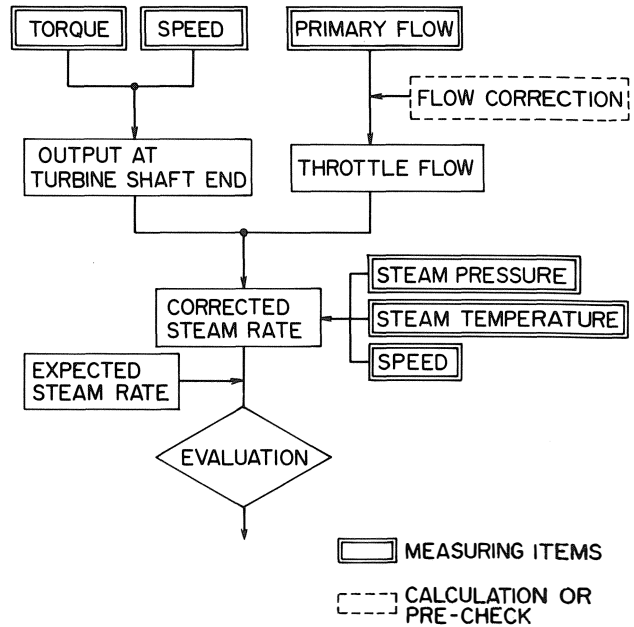 TORQUE
SPEED
PRIMARY FLOW
FLOW CORRECTION
OUTPUT AT
TURBINE SHAFT END
THROTTLE FLOW
STEAM PRESSURE
CORRECTED
STEAM RATE
STEAM TEMPERATURE
SPEED
EXPECTED
STEAM RATE
EVALUATION
MEASURING ITEMS
CALCULATION OR
PRE-CHECK